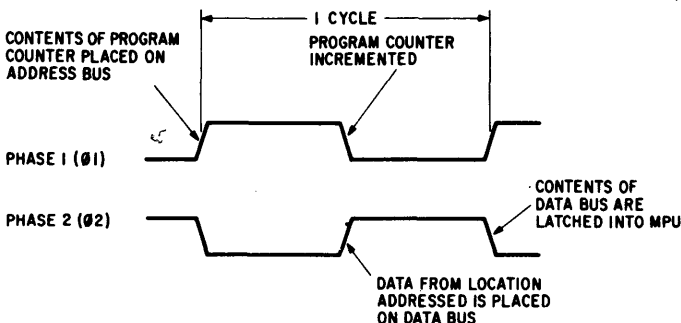 1 CYCLE
CONTENTS OF PROGRAM
COUNTER PLACED ON
ADDRESS BUS
PROGRAM COUNTER
INCREMENTED
PHASE 1 (Ø1)
PHASE 2 (Ø2)
CONTENTS OF
DATA BUS ARE
LATCHED INTO MPU
DATA FROM LOCATION
ADDRESSED IS PLACED
ON DATA BUS